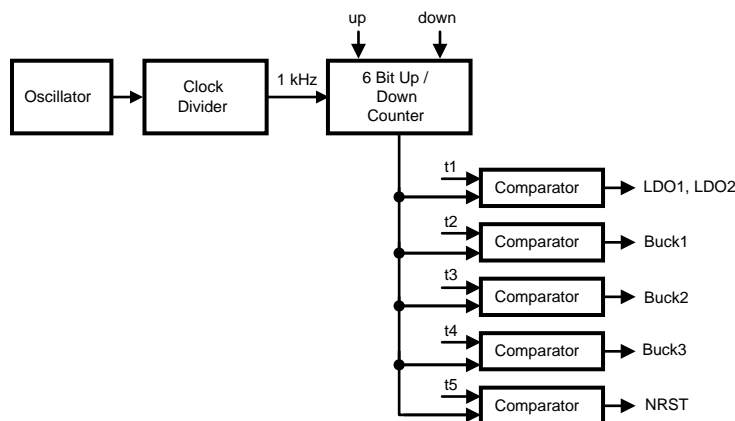 up
down
Oscillator
Clock
Divider
1 kHz
6 Bit Up /
Down
Counter
t1
Comparator
LDO1, LDO2
t2
Comparator
Buck1
t3
Comparator
Buck2
t4
Comparator
Buck3
t5
Comparator
NRST